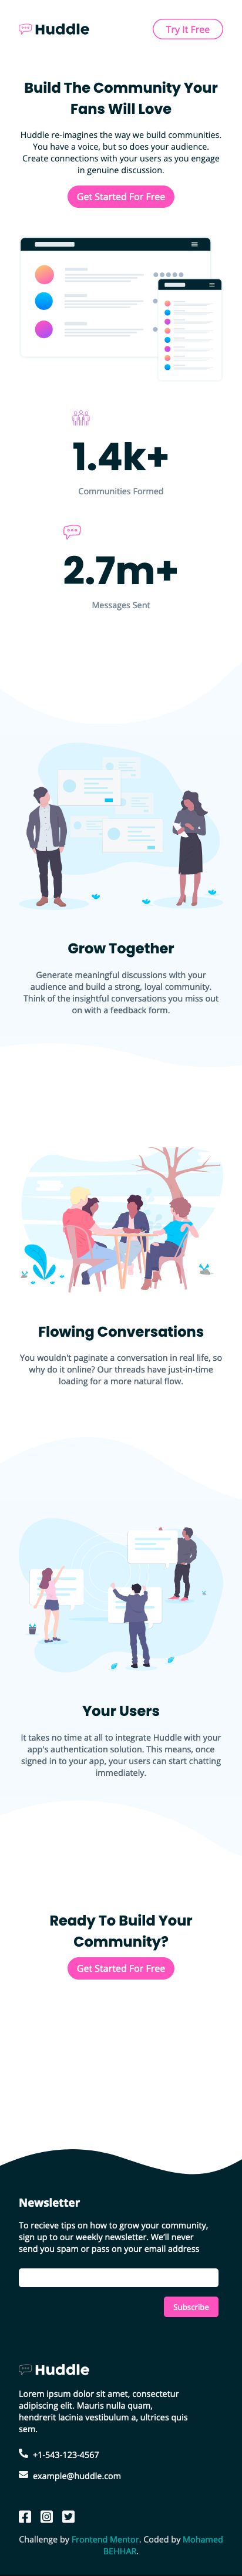 Huddle
Try It Free
Build The Community Your
Fans Will Love
Huddle re-imagines the way we build communities.
You have a voice, but so does your audience.
Create connections with your users as you engage
in genuine discussion.
Get Started For Free
1.4k+
Communities Formed
2.7m+
Messages Sent
Grow Together
Generate meaningful discussions with your
audience and build a strong, loyal community.
Think of the insightful conversations you miss out
on with a feedback form.
Flowing Conversations
You wouldn't paginate a conversation in real life, so
why do it online? Our threads have just-in-time
loading for a more natural flow.
Your Users
It takes no time at all to integrate Huddle with your
app's authentication solution. This means, once
signed in to your app, your users can start chatting
immediately.
Ready To Build Your
Community?
Get Started For Free
Newsletter
To recieve tips on how to grow your community,
sign up to our weekly newsletter. We'll never
send you spam or pass on your email address
Subscribe
Huddle
Lorem ipsum dolor sit amet, consectetur
adipiscing elit. Mauris nulla quam,
hendrerit lacinia vestibulum a, ultrices quis
sem.
+1-543-123-4567
example@huddle.com
Challenge by Frontend Mentor. Coded by Mohamed
BEHHAR.